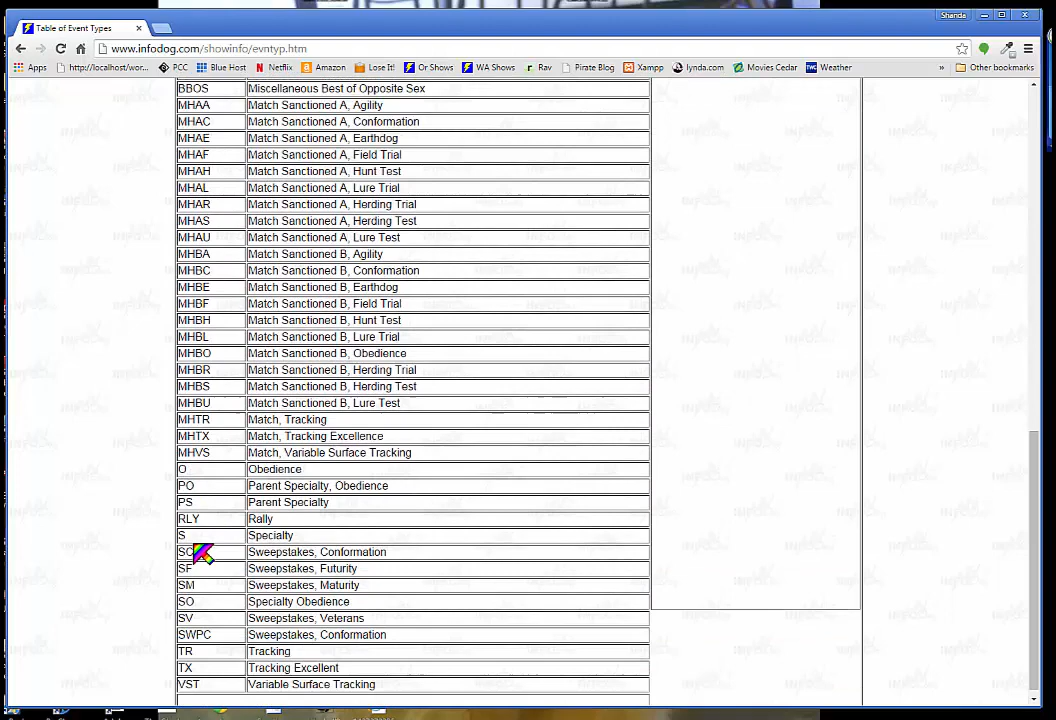 Shanda
Table of Event Types
www.infodog.com/showinfo/evntyp.htm
Apps http://localhost/wor... PCC Blue Host Netflix Amazon Lose It! Or Shows WA Shows Rav Pirate Blog Xampp lynda.com Movies Cedar Weather » Other bookmarks
BBOS Miscellaneous Best of Opposite Sex
MHAA Match Sanctioned A, Agility
MHAC Match Sanctioned A, Conformation
MHAE Match Sanctioned A, Earthdog
MHAF Match Sanctioned A, Field Trial
MHAH Match Sanctioned A, Hunt Test
MHAL Match Sanctioned A, Lure Trial
MHAR Match Sanctioned A, Herding Trial
MHAS Match Sanctioned A, Herding Test
MHAU Match Sanctioned A, Lure Test
MHBA Match Sanctioned B, Agility
MHBC Match Sanctioned B, Conformation
MHBE Match Sanctioned B, Earthdog
MHBF Match Sanctioned B, Field Trial
MHBH Match Sanctioned B, Hunt Test
MHBL Match Sanctioned B, Lure Trial
MHBO Match Sanctioned B, Obedience
MHBR Match Sanctioned B, Herding Trial
MHBS Match Sanctioned B, Herding Test
MHBU Match Sanctioned B, Lure Test
MHTR Match, Tracking
MHTX Match, Tracking Excellence
MHVS Match, Variable Surface Tracking
O Obedience
PO Parent Specialty, Obedience
PS Parent Specialty
RLY Rally
S Specialty
SC Sweepstakes, Conformation
SF Sweepstakes, Futurity
SM Sweepstakes, Maturity
SO Specialty Obedience
SV Sweepstakes, Veterans
SWPC Sweepstakes, Conformation
TR Tracking
TX Tracking Excellent
VST Variable Surface Tracking